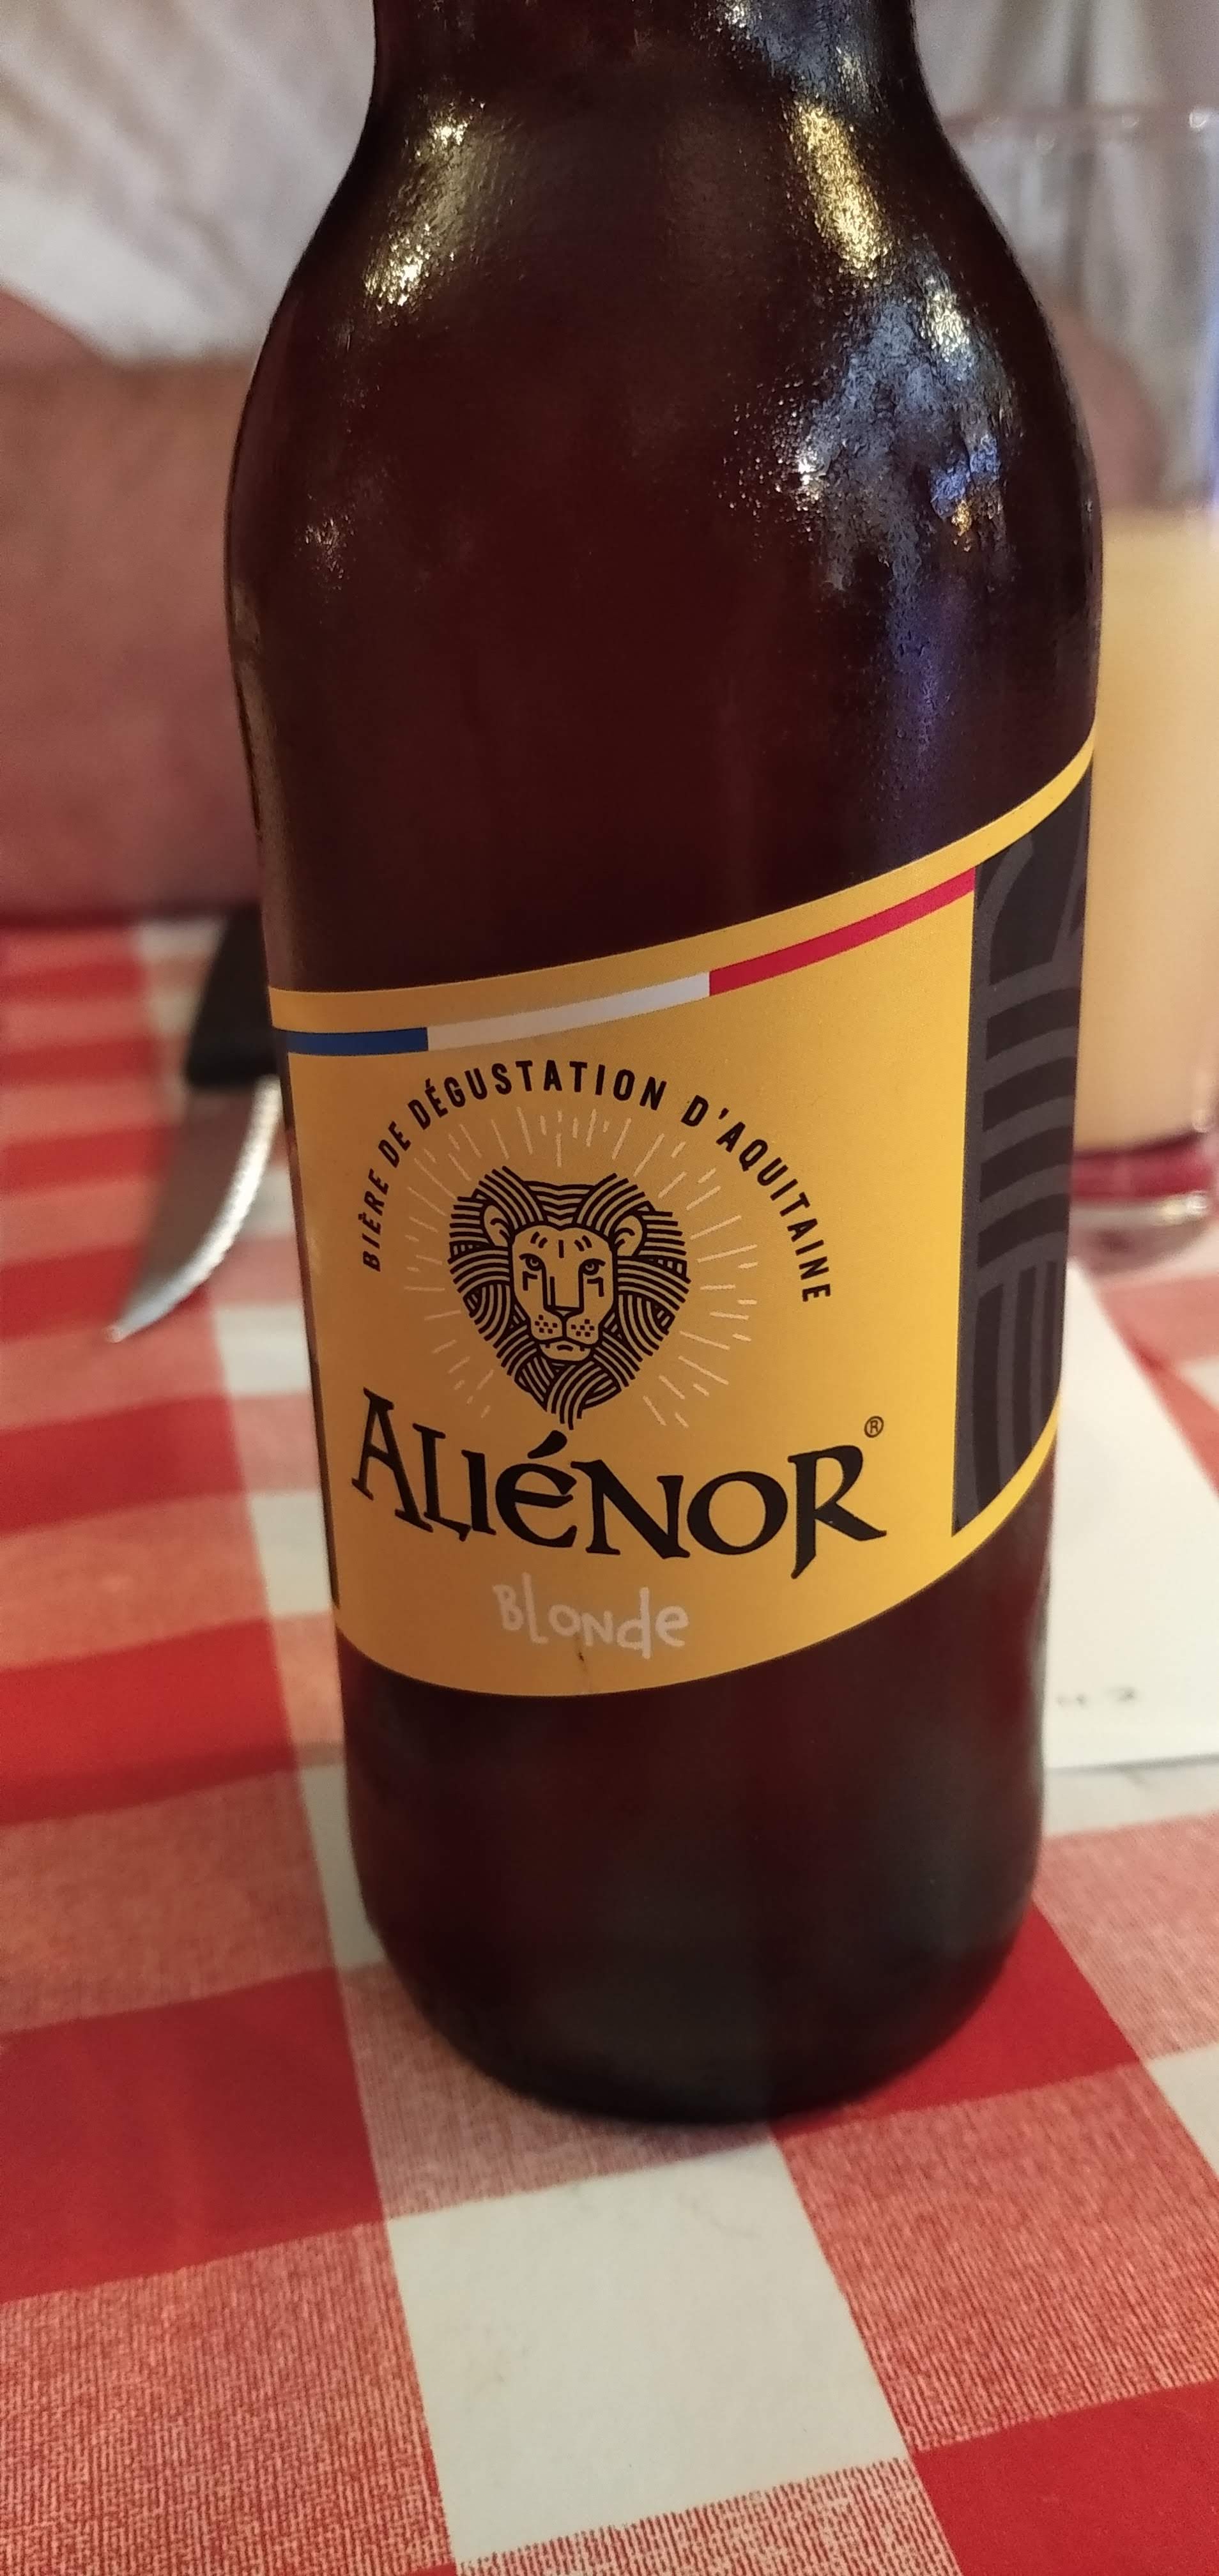 BIÈRE DE DÉGUSTATION D'AQUITAINE
ALIÉNOR®
BLONde